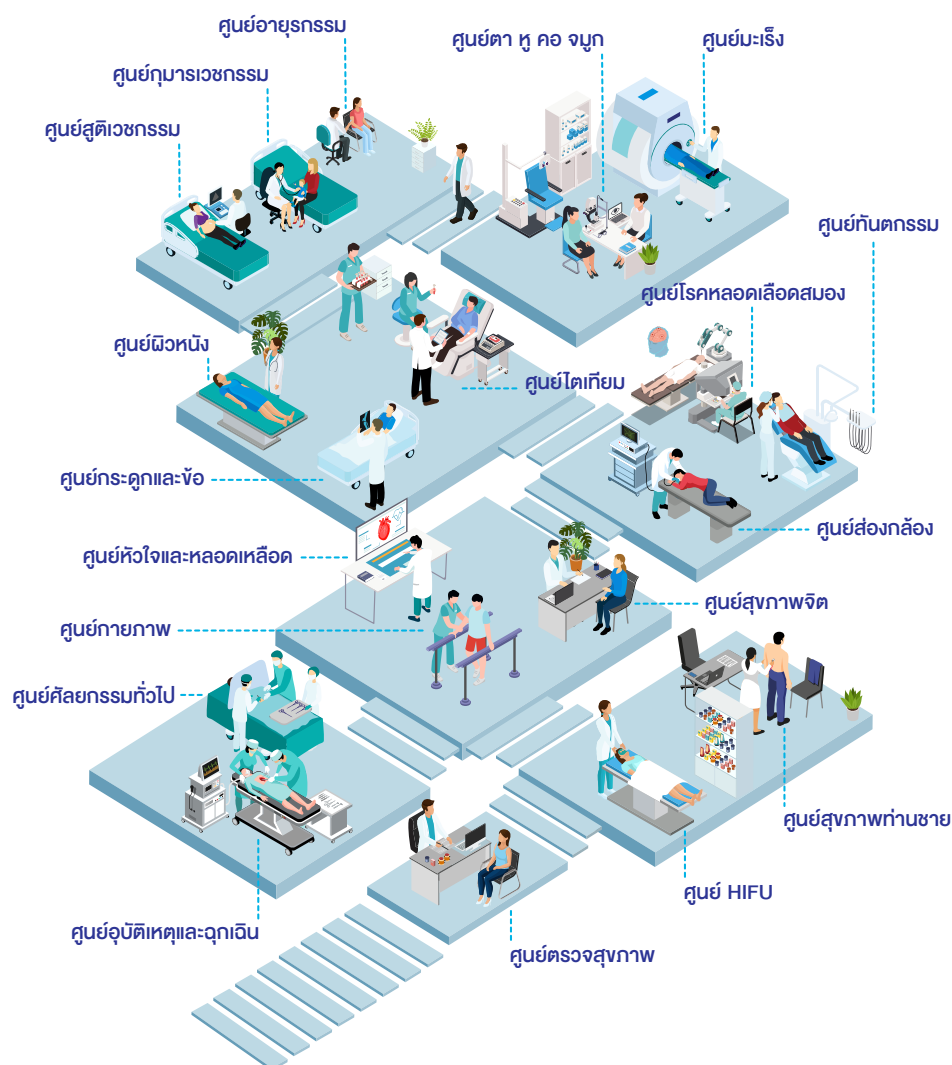 ศูนย์อายุรกรรม
ศูนย์ตา หู คอ จมูก
ศูนย์มะเร็ง
ศูนย์กุมารเวชกรรม
ศูนย์สูติเวชกรรม
ศูนย์ทันตกรรม
ศูนย์โรคหลอดเลือดสมอง
ศูนย์ผิวหนัง
ศูนย์ไตเทียม
ศูนย์กระดูกและข้อ
ศูนย์ส่องกล้อง
ศูนย์หัวใจและหลอดเหลือด
ศูนย์สุขภาพจิต
ศูนย์กายภาพ
ศูนย์ศัลยกรรมทั่วไป
ศูนย์สุขภาพท่านชาย
ศูนย์ HIFU
ศูนย์อุบัติเหตุและฉุกเฉิน
ศูนย์ตรวจสุขภาพ